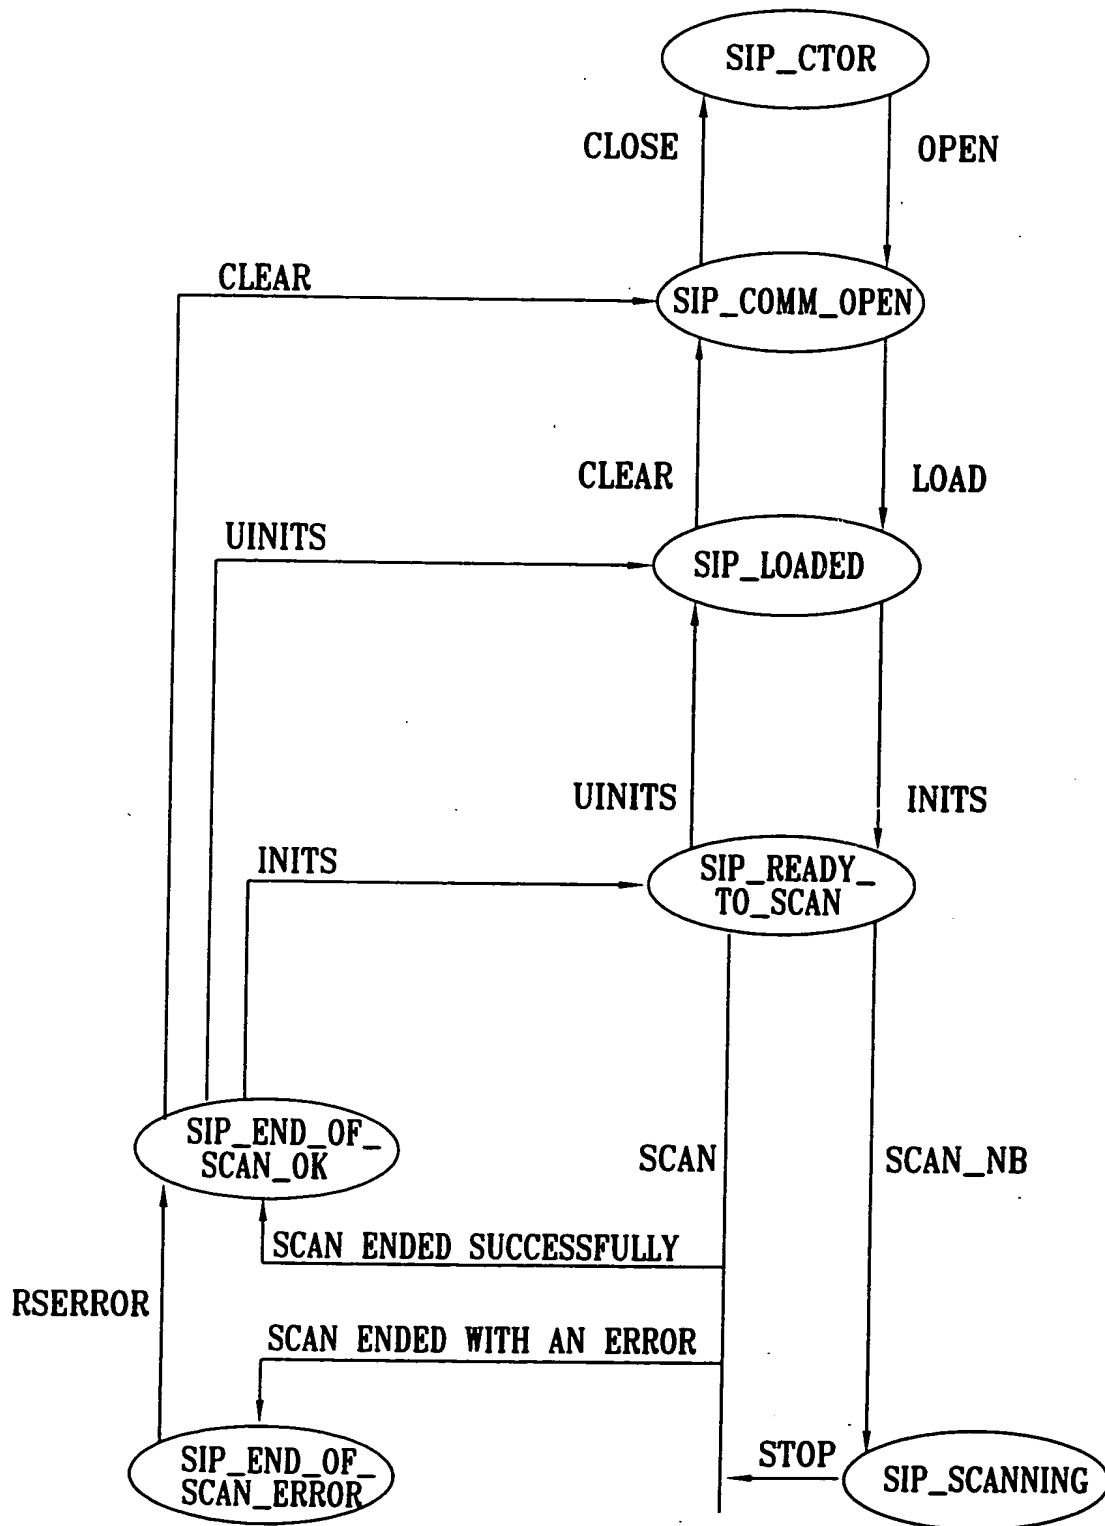 SIP_CTOR
CLOSE
OPEN
CLEAR
SIP_COMM_OPEN
CLEAR
LOAD
UINITS
SIP_LOADED
UINITS
INITS
INITS
SIP_READY_
TO_SCAN
SIP_END_OF_
SCAN_OK
SCAN
SCAN_NB
SCAN ENDED SUCCESSFULLY
RSERROR
SCAN ENDED WITH AN ERROR
SIP_END_OF_
SCAN_ERROR
STOP
SIP_SCANNING